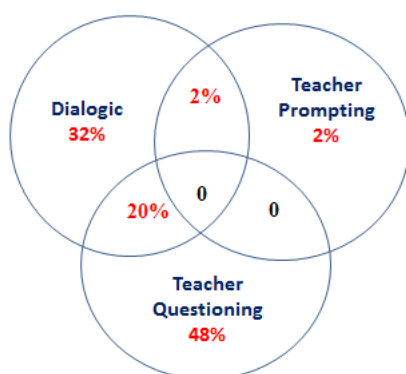 Dialogic
32%
2%
Teacher
Prompting
2%
20%
0
0
Teacher
Questioning
48%